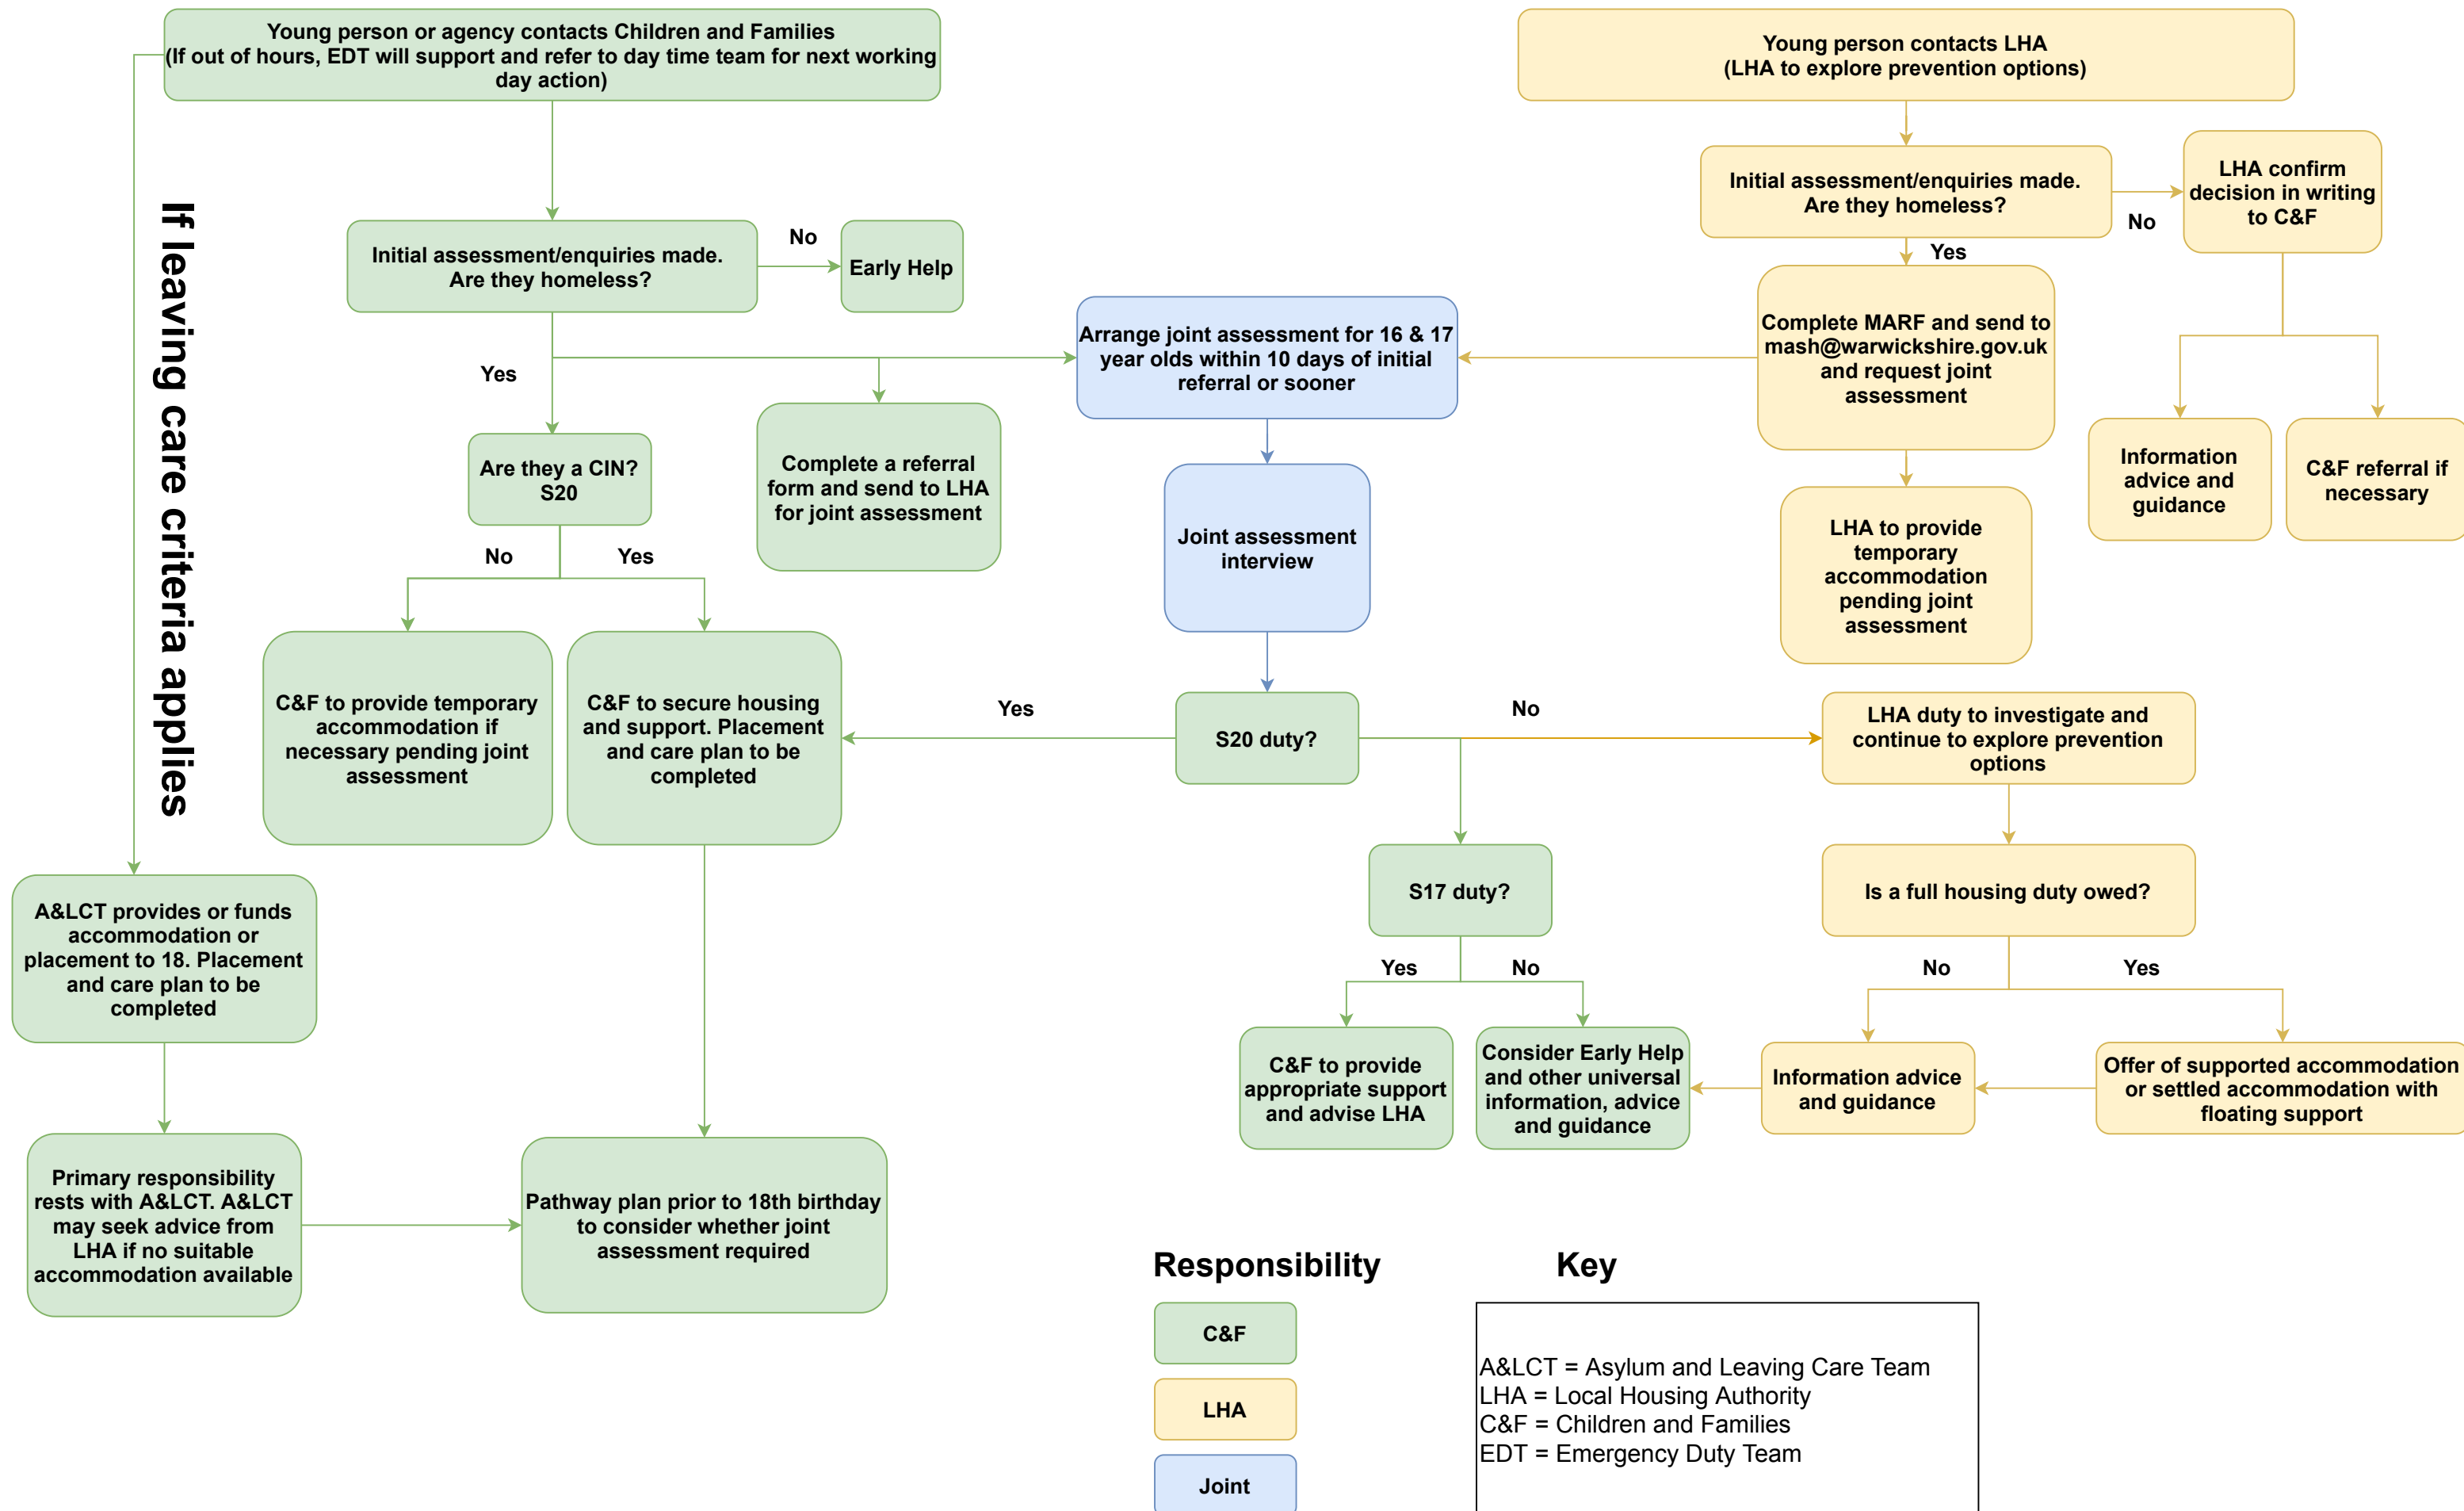 Young person or agency contacts Children and Families
(If out of hours, EDT will support and refer to day time team for next working
day action)
Young person contacts LHA
(LHA to explore prevention options)
If leaving care criteria applies
Initial assessment/enquiries made.
Are they homeless?
No
Early Help
Yes
Initial assessment/enquiries made.
Are they homeless?
No
LHA confirm
decision in writing
to C&F
Yes
Arrange joint assessment for 16 & 17
year olds within 10 days of initial
referral or sooner
Complete MARF and send to
mash@warwickshire.gov.uk
and request joint
assessment
Information
advice and
guidance
C&F referral if
necessary
Are they a CIN?
S20
Complete a referral
form and send to LHA
for joint assessment
Joint assessment
interview
LHA to provide
temporary
accommodation
pending joint
assessment
No
Yes
C&F to provide temporary
accommodation if
necessary pending joint
assessment
C&F to secure housing
and support. Placement
and care plan to be
completed
Yes
S20 duty?
No
LHA duty to investigate and
continue to explore prevention
options
S17 duty?
Is a full housing duty owed?
A&LCT provides or funds
accommodation or
placement to 18. Placement
and care plan to be
completed
Yes
No
No
Yes
C&F to provide
appropriate support
and advise LHA
Consider Early Help
and other universal
information, advice
and guidance
Information advice
and guidance
Offer of supported accommodation
or settled accommodation with
floating support
Primary responsibility
rests with A&LCT. A&LCT
may seek advice from
LHA if no suitable
accommodation available
Pathway plan prior to 18th birthday
to consider whether joint
assessment required
Responsibility
C&F
LHA
Joint
Key
A&LCT = Asylum and Leaving Care Team
LHA = Local Housing Authority
C&F = Children and Families
EDT = Emergency Duty Team